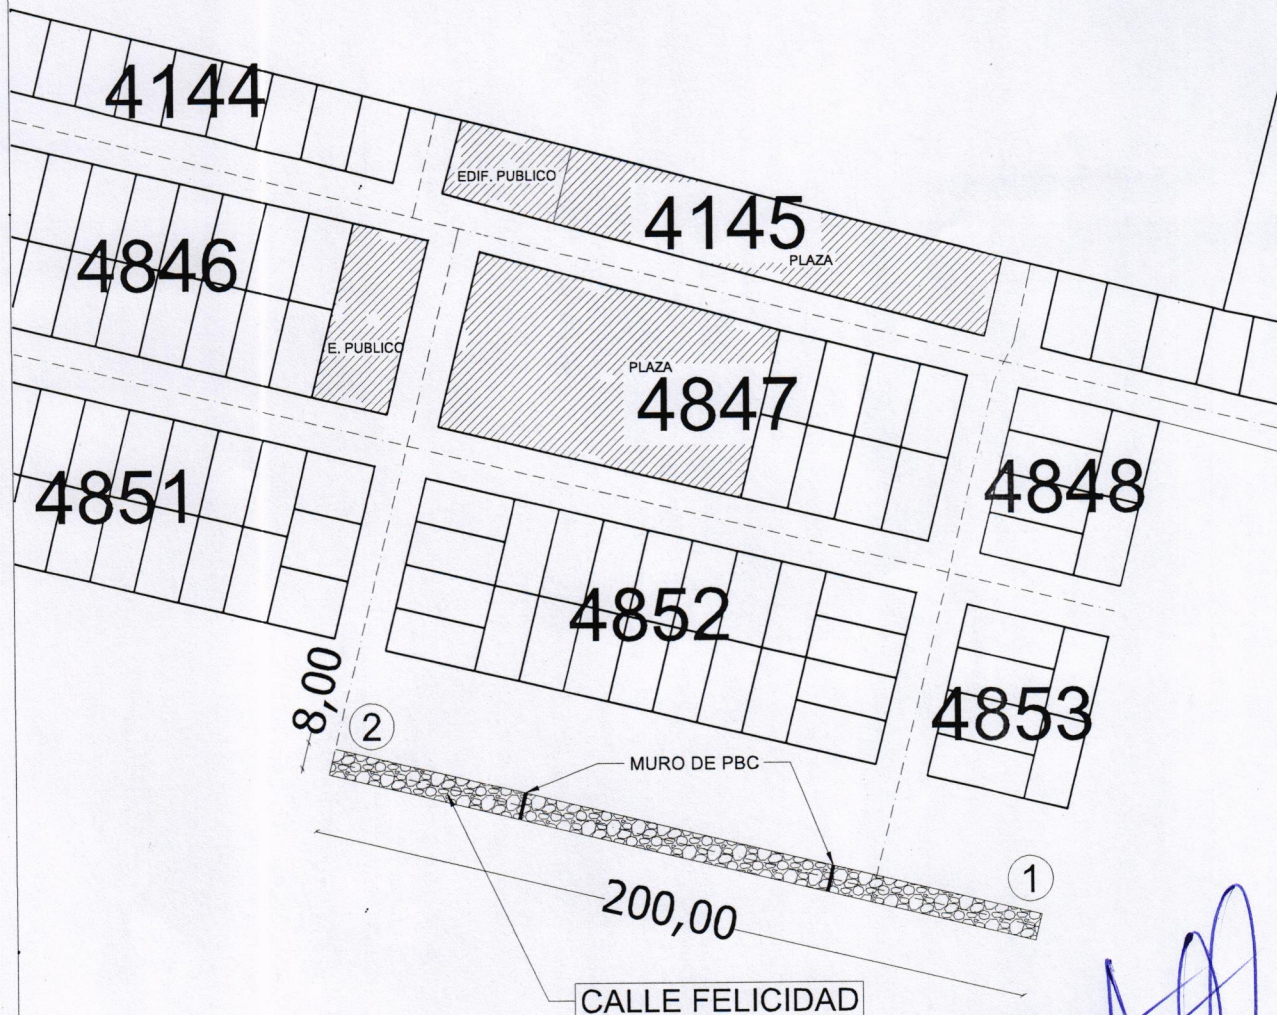 4144
EDIF. PUBLICO
4145
PLAZA
4846
E. PUBLICO
PLAZA
4847
4851
4848
4852
4853
8,00
2
MURO DE PBC
1
200,00
CALLE FELICIDAD